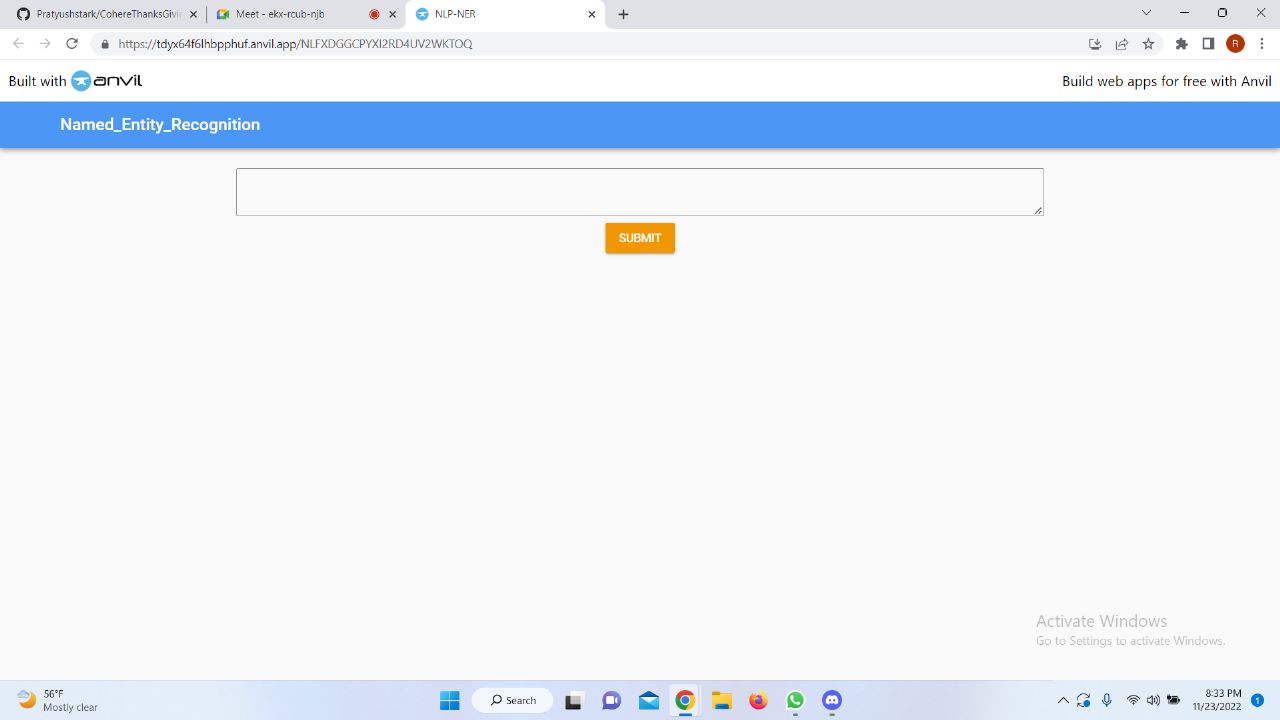 Pratyushstark/CohereThanksGivin
Meet - ekx-rcub-njb
NLP-NER
https://tdyx64f6lhbpphuf.anvil.app/NLFXDGGCPYXI2RD4UV2WKTOQ
R
Built with anvil
Build web apps for free with Anvil
Named_Entity_Recognition
SUBMIT
Activate Windows
Go to Settings to activate Windows.
56°F
Mostly clear
Search
8:33 PM
11/23/2022
1